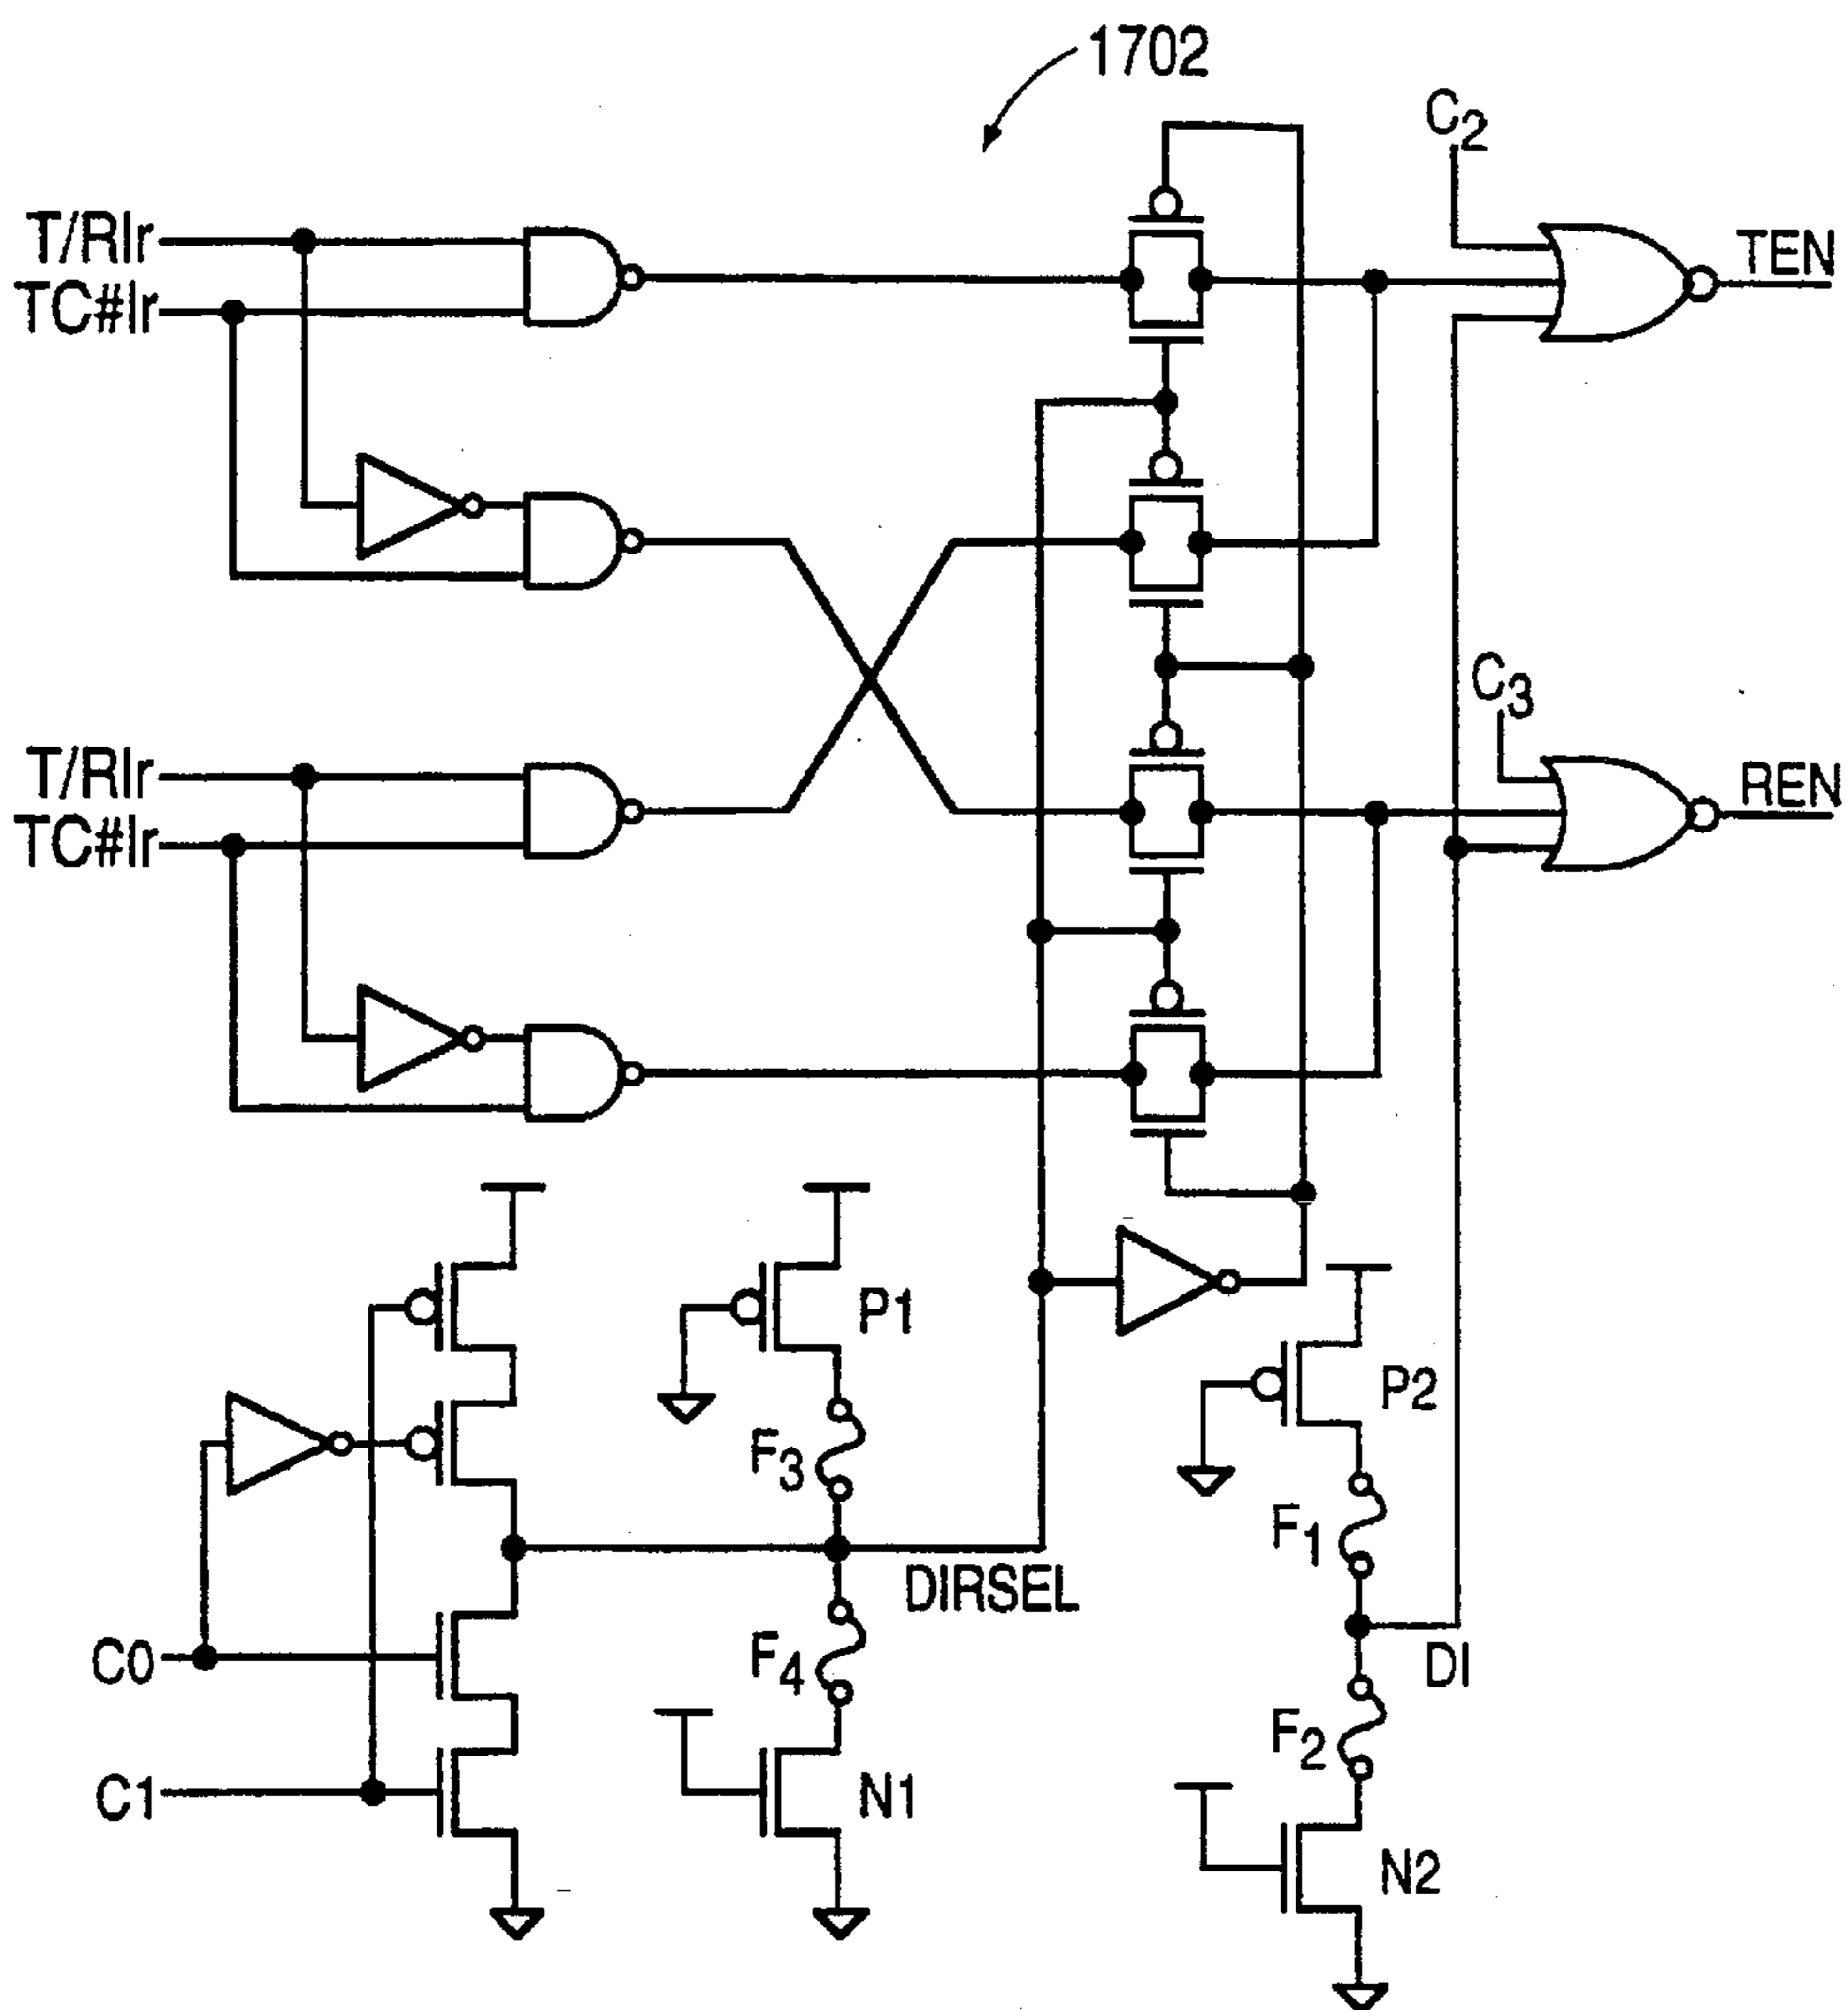 1702
C2
T/RIr
TEN
TC#Ir
C3
T/RIr
REN
TC#Ir
P1
P2
F3
F1
DIRSEL
C0
F4
DI
F2
C1
N1
N2